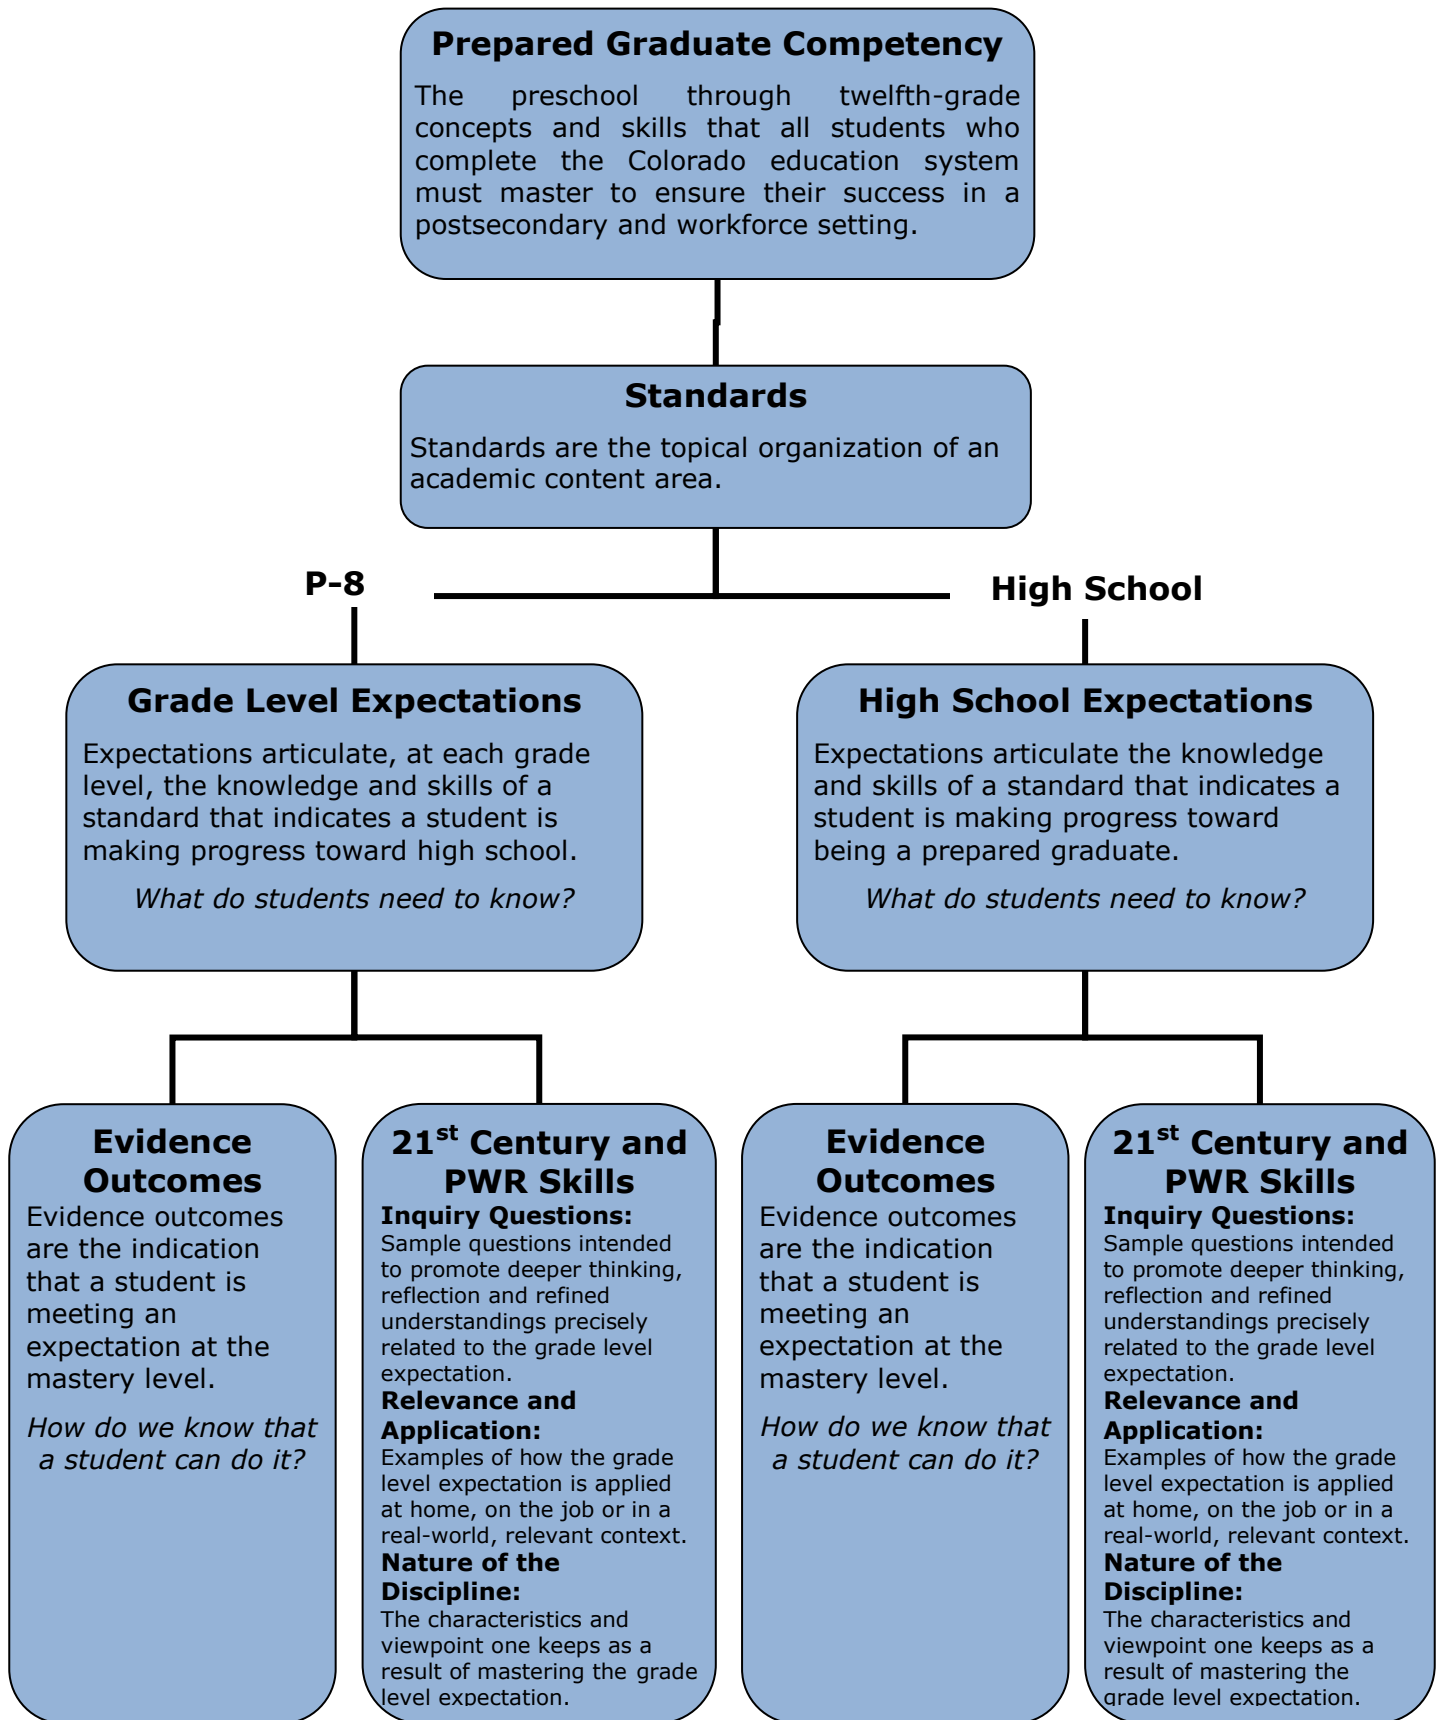 Prepared Graduate Competency
The preschool through twelfth-grade
concepts and skills that all students who
complete the Colorado education system
must master to ensure their success in a
postsecondary and workforce setting.
Standards
Standards are the topical organization of an
academic content area.
P-8
High School
Grade Level Expectations
Expectations articulate, at each grade
level, the knowledge and skills of a
standard that indicates a student is
making progress toward high school.
What do students need to know?
High School Expectations
Expectations articulate the knowledge
and skills of a standard that indicates a
student is making progress toward
being a prepared graduate.
What do students need to know?
Evidence
Outcomes
Evidence outcomes
are the indication
that a student is
meeting an
expectation at the
mastery level.
How do we know that
a student can do it?
21st Century and
PWR Skills
Inquiry Questions:
Sample questions intended
to promote deeper thinking,
reflection and refined
understandings precisely
related to the grade level
expectation.
Relevance and
Application:
Examples of how the grade
level expectation is applied
at home, on the job or in a
real-world, relevant context.
Nature of the
Discipline:
The characteristics and
viewpoint one keeps as a
result of mastering the grade
level expectation.
Evidence
Outcomes
Evidence outcomes
are the indication
that a student is
meeting an
expectation at the
mastery level.
How do we know that
a student can do it?
21st Century and
PWR Skills
Inquiry Questions:
Sample questions intended
to promote deeper thinking,
reflection and refined
understandings precisely
related to the grade level
expectation.
Relevance and
Application:
Examples of how the grade
level expectation is applied
at home, on the job or in a
real-world, relevant context.
Nature of the
Discipline:
The characteristics and
viewpoint one keeps as a
result of mastering the
grade level expectation.